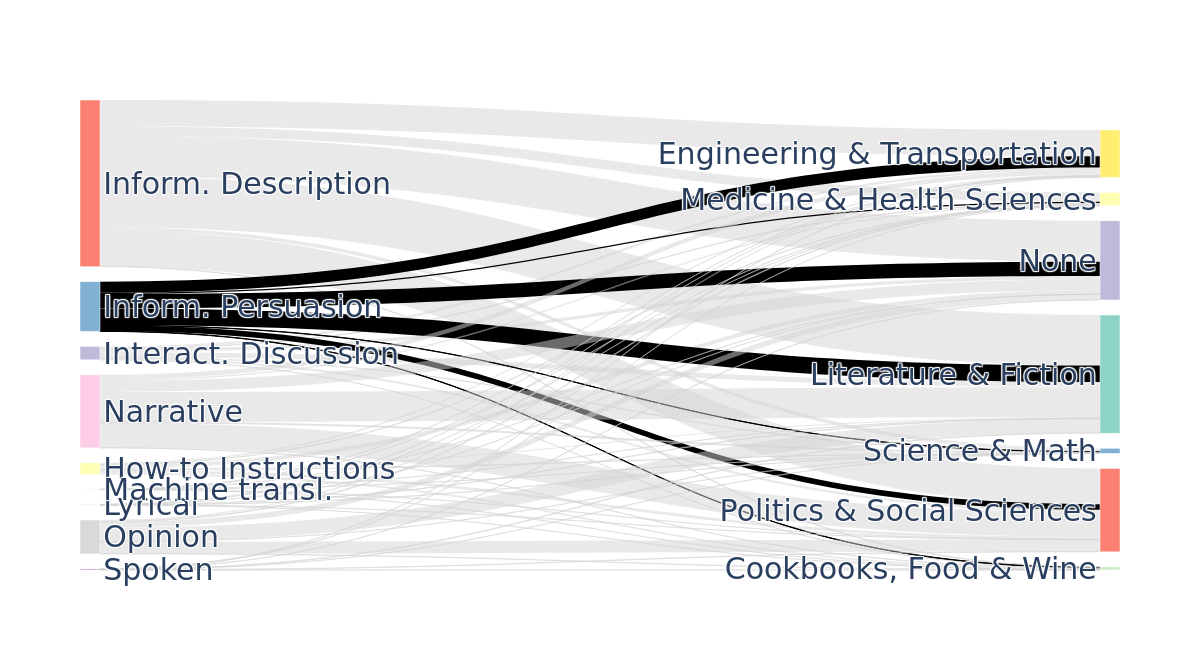 Inform. Description
Inform. Persuasion
Interact. Discussion
Narrative
How-to Instructions
Machine transl.
Lyrical
Opinion
Spoken
Engineering & Transportation
Medicine & Health Sciences
None
Literature & Fiction
Science & Math
Politics & Social Sciences
Cookbooks, Food & Wine